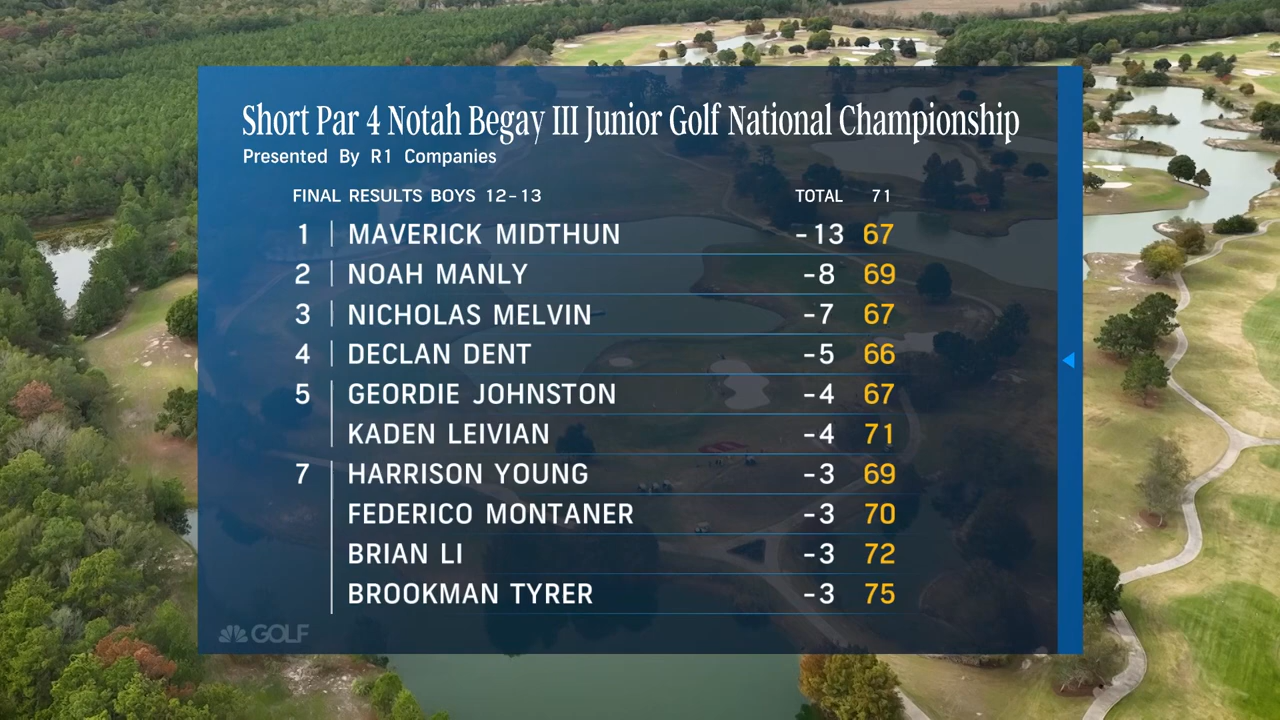 Short Par 4 Notah Begay III Junior Golf National Championship
Presented By R1 Companies
FINAL RESULTS BOYS 12-13 TOTAL 71
1 MAVERICK MIDTHUN -13 67
2 NOAH MANLY -8 69
3 NICHOLAS MELVIN -7 67
4 DECLAN DENT -5 66
5 GEORDIE JOHNSTON -4 67
KADEN LEIVIAN -4 71
7 HARRISON YOUNG -3 69
FEDERICO MONTANER -3 70
BRIAN LI -3 72
BROOKMAN TYRER -3 75
GOLF